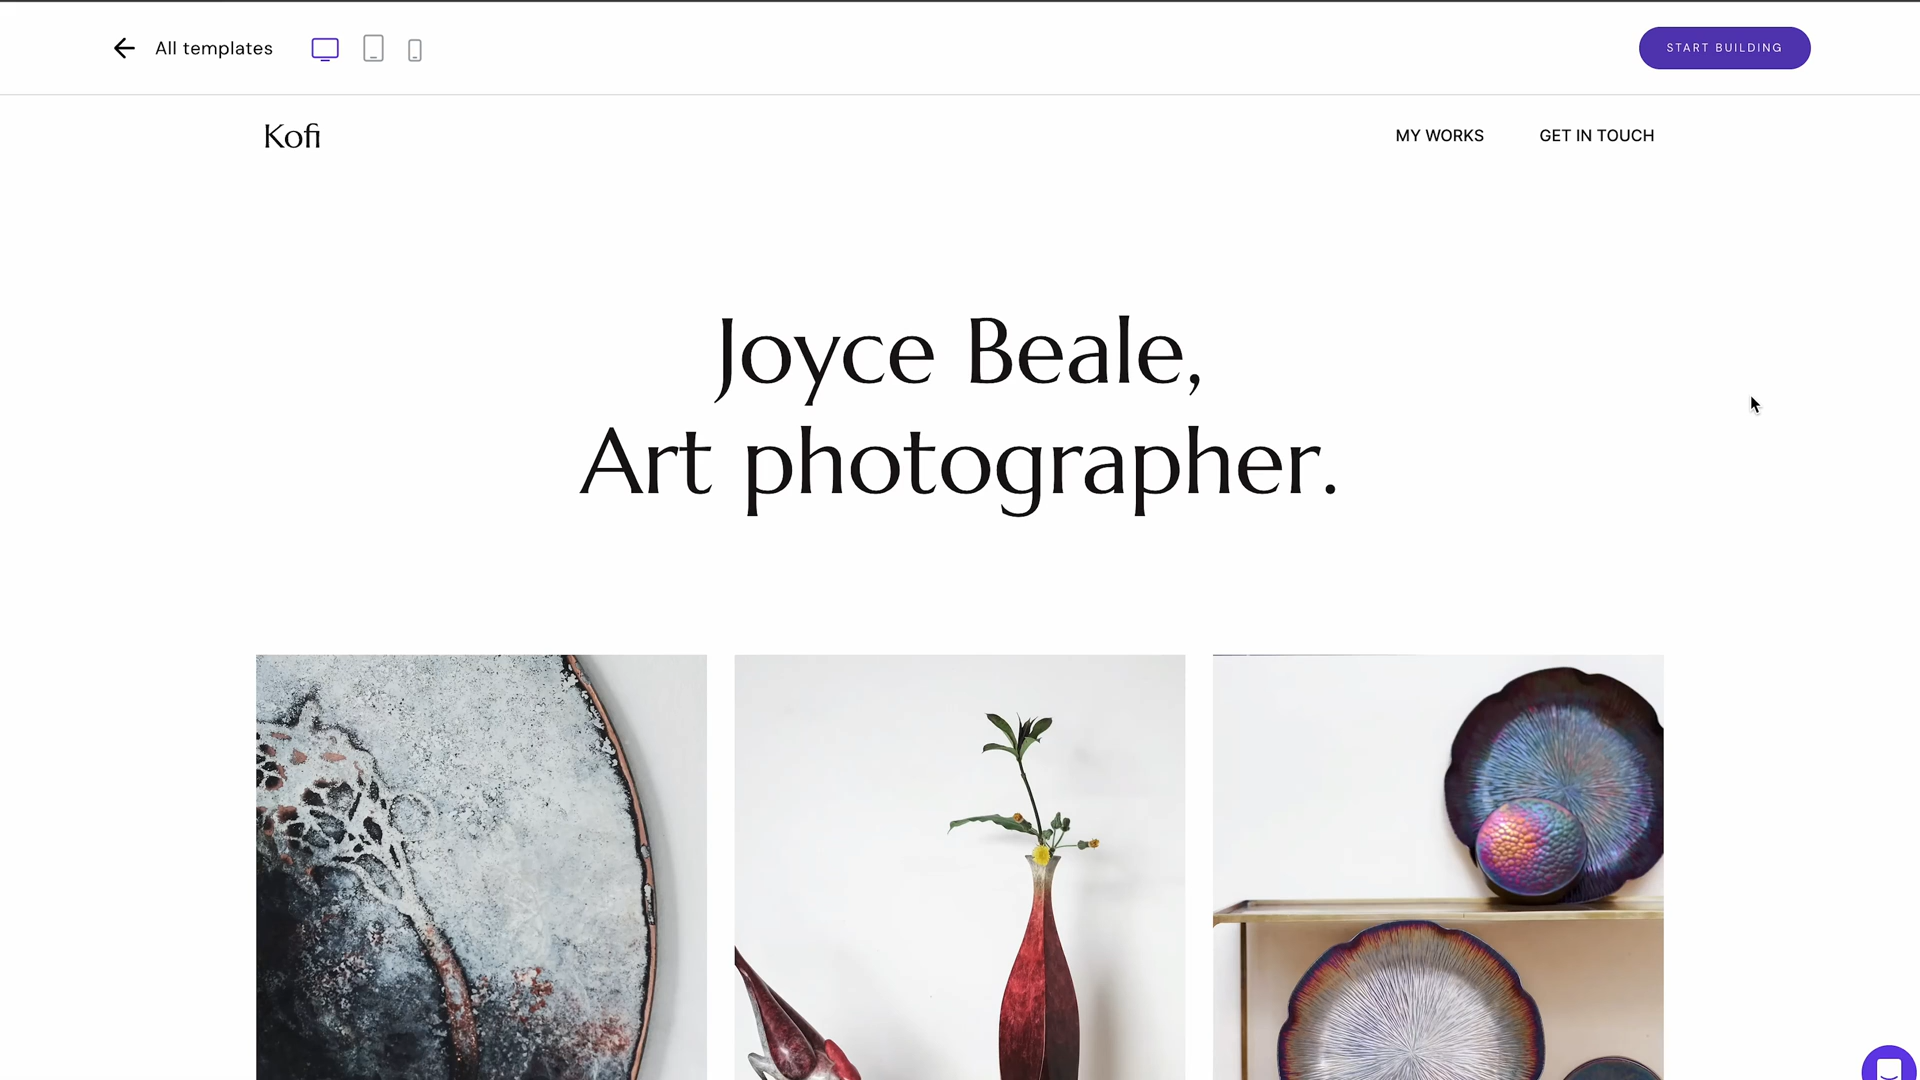 All templates
START BUILDING
Kofi
MY WORKS
GET IN TOUCH
Joyce Beale,
Art photographer.